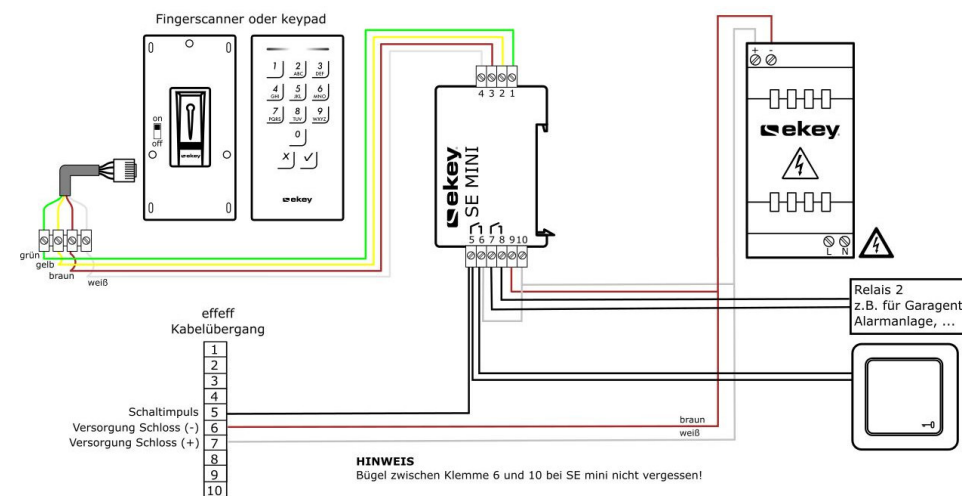 Fingerscanner oder keypad
on
off
1
2
ABC
3
DEF
4
GHI
5
JKL
6
MNO
7
PQRS
8
TUV
9
WXYZ
0
ekey
ekey
grün
gelb
braun
weiß
4 3 2 1
ekey
SE MINI
5 6 7 8 9 10
+ -
ekey
L N
Relais 2
z.B. für Garagent
Alarmanlage, ...
effeff
Kabelübergang
1
2
3
4
Schaltimpuls 5
Versorgung Schloss (-) 6
Versorgung Schloss (+) 7
8
9
10
braun
weiß
HINWEIS
Bügel zwischen Klemme 6 und 10 bei SE mini nicht vergessen!